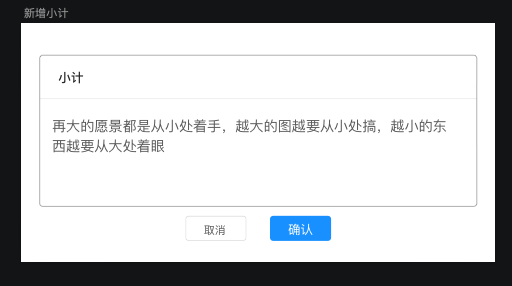 新增小计
小计
再大的愿景都是从小处着手，越大的图越要从小处搞，越小的东
西越要从大处着眼
取消
确认